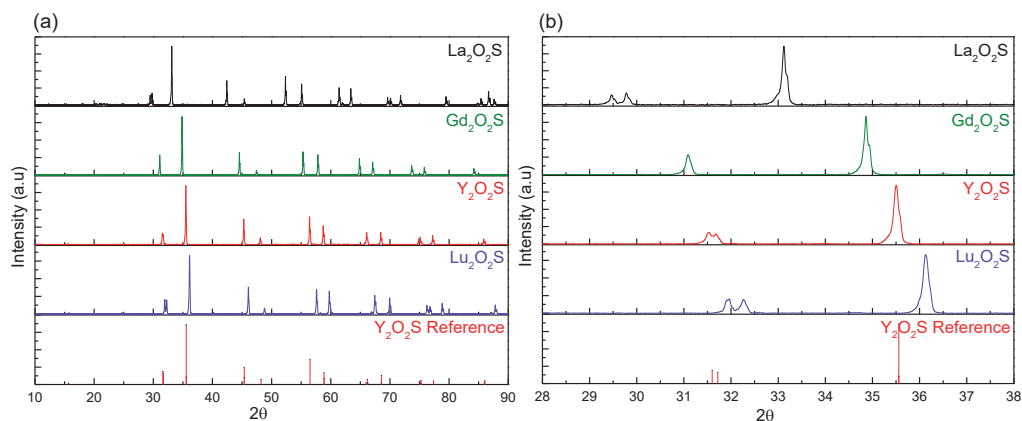 (a)
La₂O₂S
Gd₂O₂S
Y₂O₂S
Lu₂O₂S
Y₂O₂S Reference
Intensity (a.u)
10 20 30 40 50 60 70 80 90
2θ
(b)
La₂O₂S
Gd₂O₂S
Y₂O₂S
Lu₂O₂S
Y₂O₂S Reference
Intensity (a.u)
28 29 30 31 32 33 34 35 36 37 38
2θ